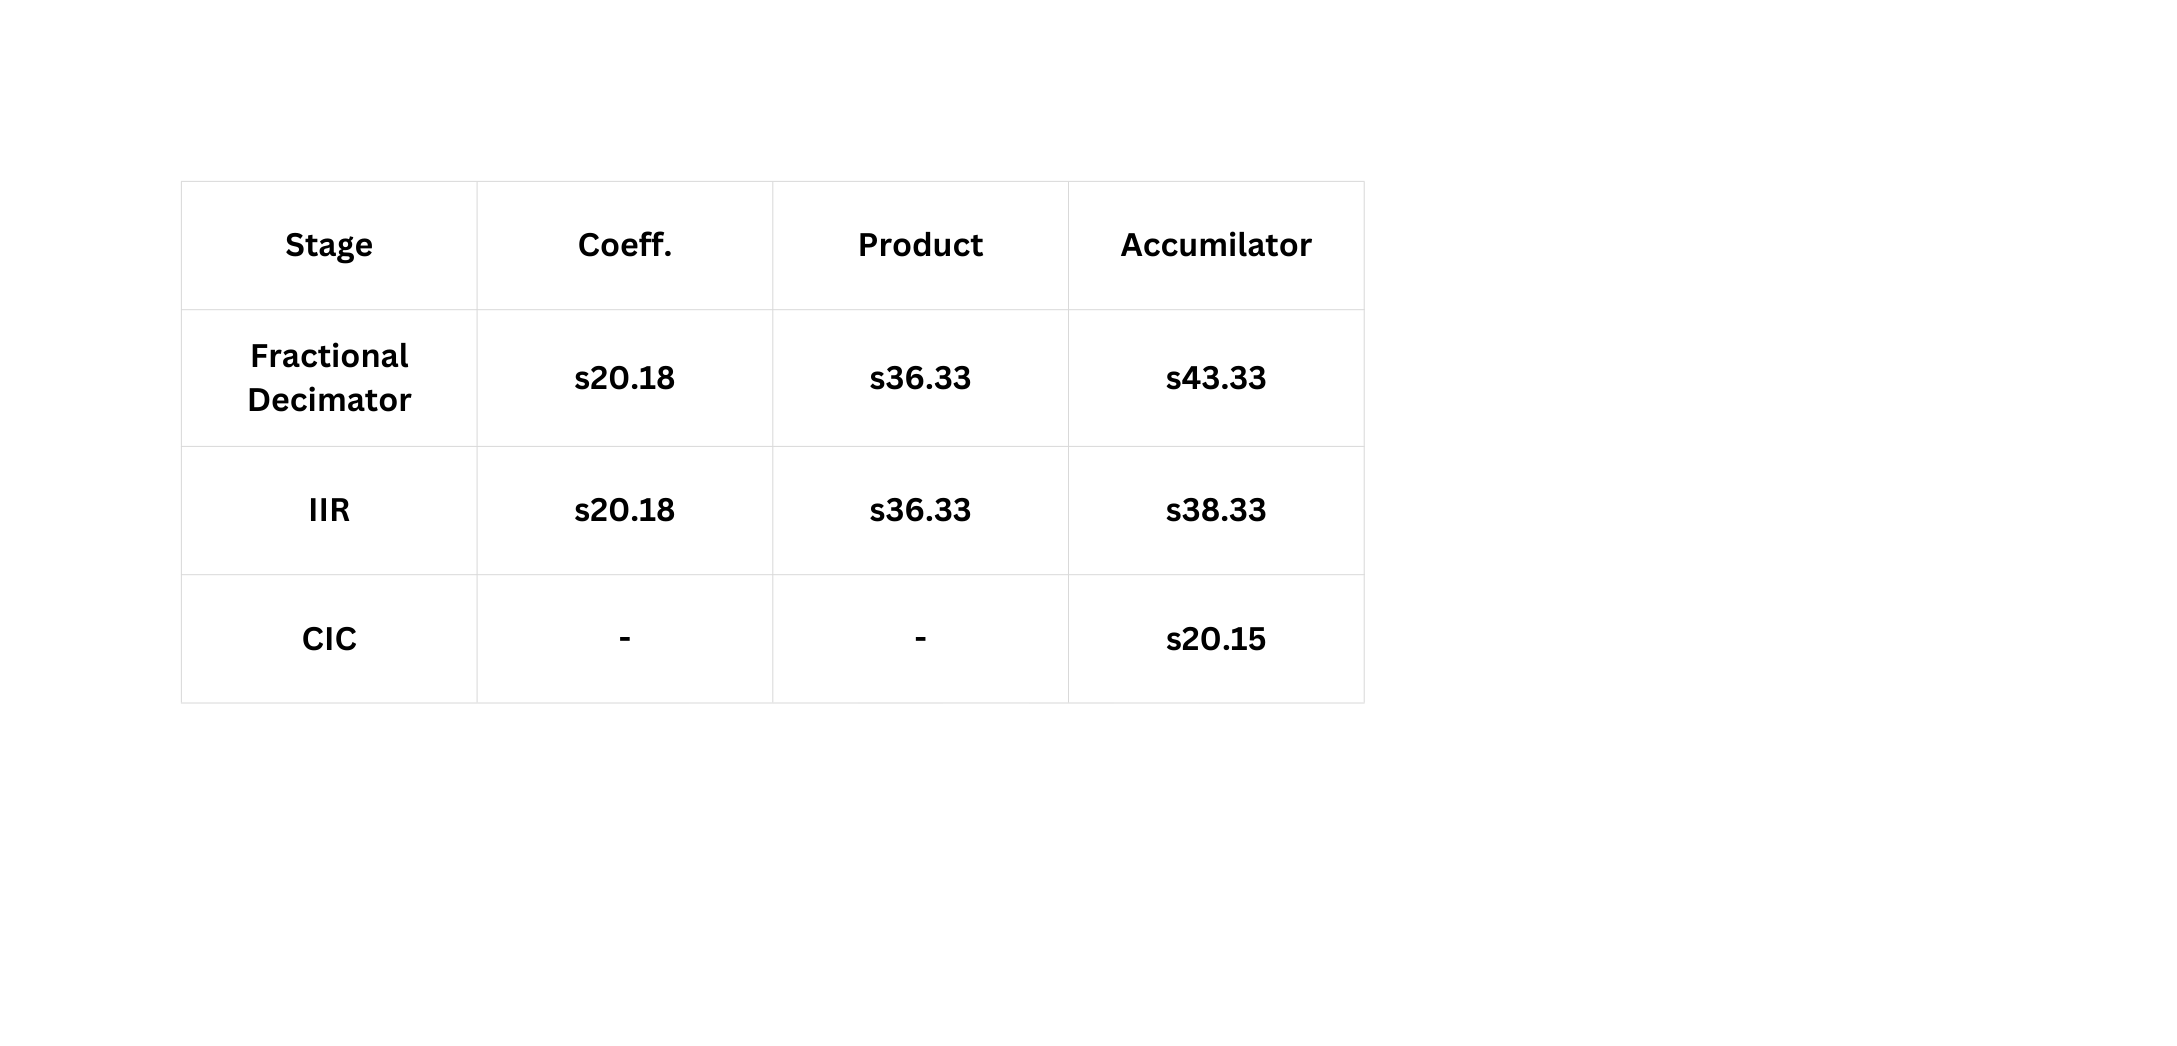 Stage Coeff. Product Accumilator
Fractional
Decimator s20.18 s36.33 s43.33
IIR s20.18 s36.33 s38.33
CIC - - s20.15